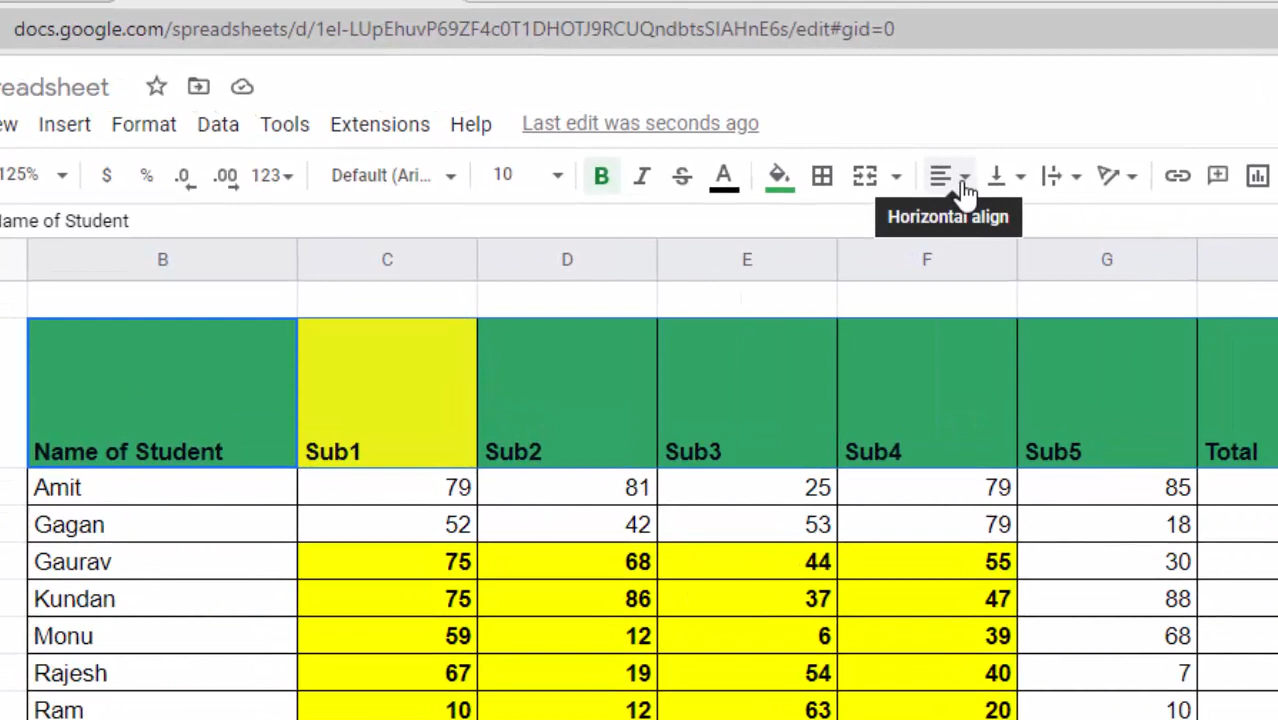 docs.google.com/spreadsheets/d/1eI-LUpEhuvP69ZF4c0T1DHOTJ9RCUQndbtsSIAHnE6s/edit#gid=0
readsheet
ew Insert Format Data Tools Extensions Help Last edit was seconds ago
125% $ % .0 .00 123 Default (Ari... 10 B I S A
Horizontal align
Name of Student
B C D E F G
Name of Student Sub1 Sub2 Sub3 Sub4 Sub5 Total
Amit 79 81 25 79 85
Gagan 52 42 53 79 18
Gaurav 75 68 44 55 30
Kundan 75 86 37 47 88
Monu 59 12 6 39 68
Rajesh 67 19 54 40 7
Ram 10 12 63 20 10